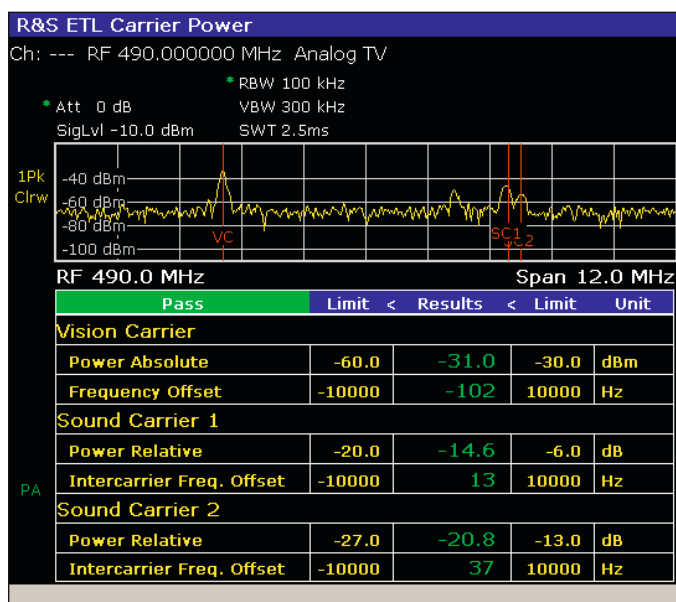 R&S ETL Carrier Power
Ch: --- RF 490.000000 MHz Analog TV
* RBW 100 kHz
* Att 0 dB VBW 300 kHz
SigLvl -10.0 dBm SWT 2.5ms
1Pk
Clrw
-40 dBm
-60 dBm
-80 dBm
-100 dBm
VC
SC1
SC2
RF 490.0 MHz Span 12.0 MHz
Pass Limit < Results < Limit Unit
Vision Carrier
Power Absolute -60.0 -31.0 -30.0 dBm
Frequency Offset -10000 -102 10000 Hz
Sound Carrier 1
Power Relative -20.0 -14.6 -6.0 dB
Intercarrier Freq. Offset -10000 13 10000 Hz
PA
Sound Carrier 2
Power Relative -27.0 -20.8 -13.0 dB
Intercarrier Freq. Offset -10000 37 10000 Hz